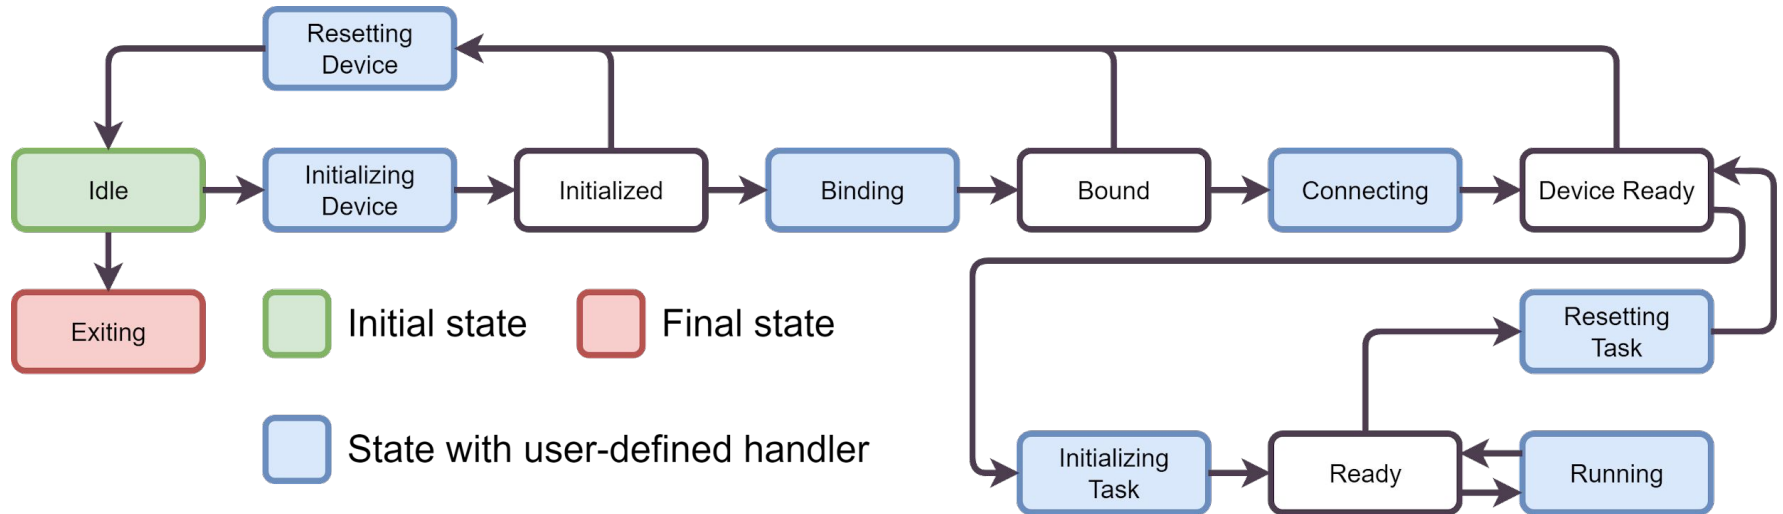 Resetting
Device
Idle
Initializing
Device
Initialized
Binding
Bound
Connecting
Device Ready
Exiting
Initial state
Final state
Resetting
Task
State with user-defined handler
Initializing
Task
Ready
Running